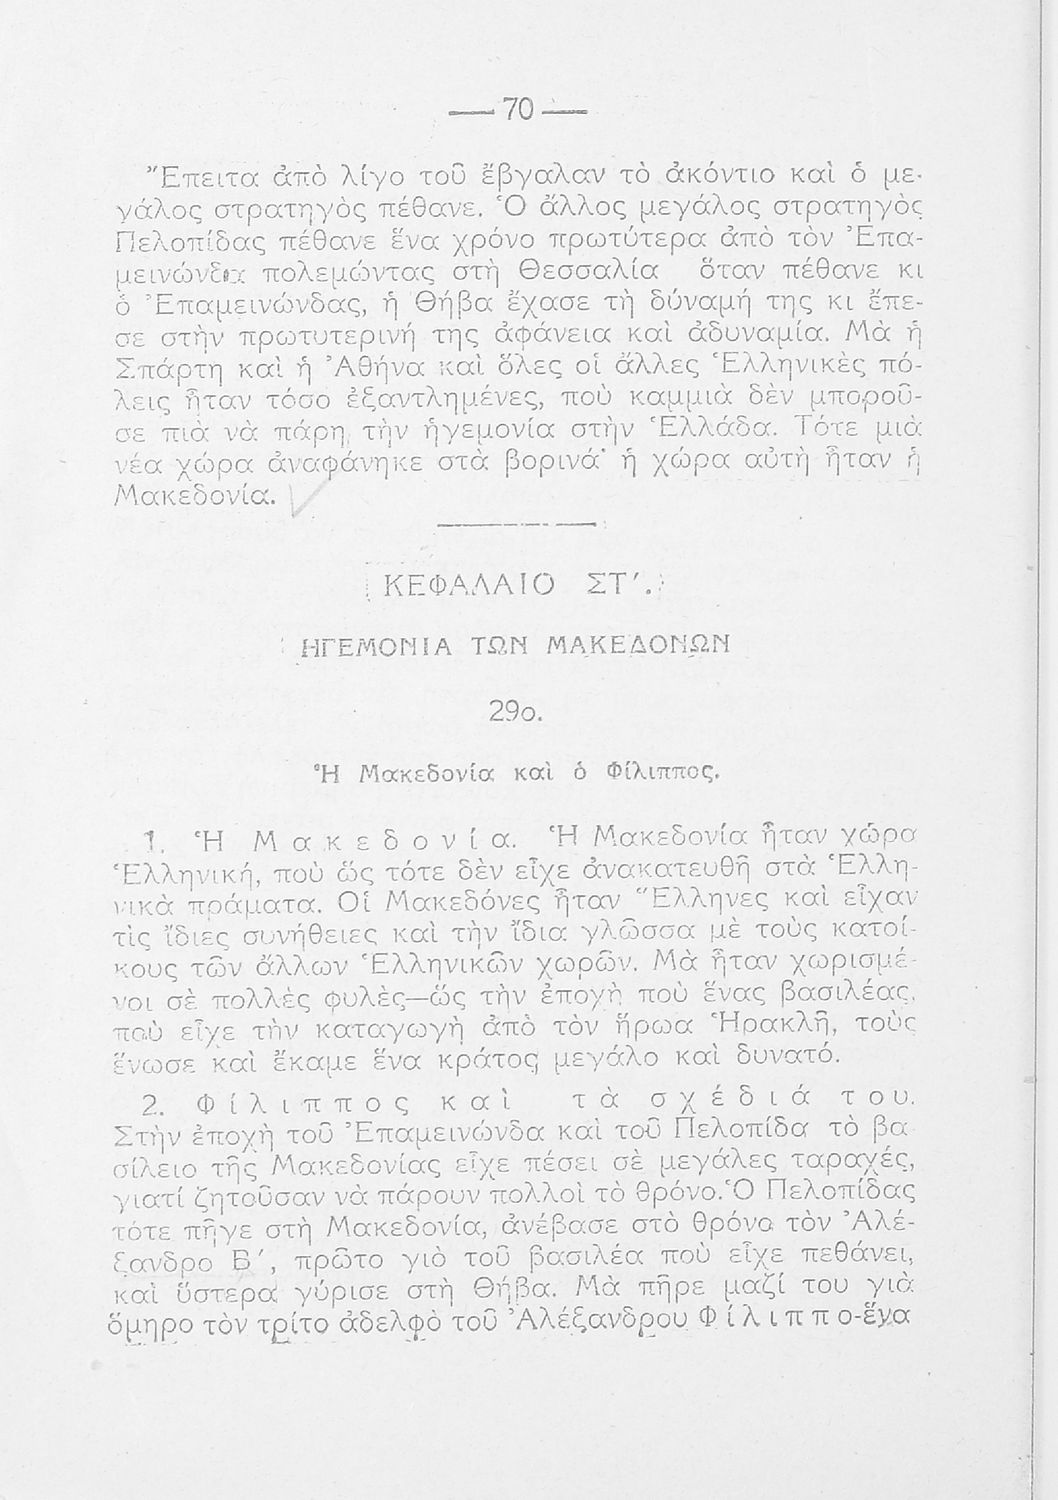 — 70 —
Ἔπειτα ἀπὸ λίγο τοῦ ἔβγαλαν τὸ ἀκόντιο καὶ ὁ με-
γάλος στρατηγὸς πέθανε. Ὁ ἄλλος μεγάλος στρατηγὸς
Πελοπίδας πέθανε ἕνα χρόνο πρωτύτερα ἀπὸ τὸν Ἐπα-
μεινώνδα πολεμώντας στὴ Θεσσαλία ὅταν πέθανε κι
ὁ Ἐπαμεινώνδας, ἡ Θήβα ἔχασε τὴ δύναμή της κι ἔπε-
σε στὴν πρωτυτερινή της ἀφάνεια καὶ ἀδυναμία. Μὰ ἡ
Σπάρτη καὶ ἡ Ἀθήνα καὶ ὅλες οἱ ἄλλες Ἑλληνικὲς πό-
λεις ἦταν τόσο ἐξαντλημένες, ποὺ καμμιὰ δὲν μποροῦ-
σε πιὰ νὰ πάρη τὴν ἡγεμονία στὴν Ἑλλάδα. Τότε μιὰ
νέα χώρα ἀναφάνηκε στὰ βορινά· ἡ χώρα αὐτὴ ἦταν ἡ
Μακεδονία.
ΚΕΦΑΛΑΙΟ ΣΤ΄.
ΗΓΕΜΟΝΙΑ ΤΩΝ ΜΑΚΕΔΟΝΩΝ
29ο.
Ἡ Μακεδονία καὶ ὁ Φίλιππος.
1. Ἡ Μακεδονία. Ἡ Μακεδονία ἦταν χώρα
Ἑλληνική, ποὺ ὥς τότε δὲν εἶχε ἀνακατευθῆ στὰ Ἑλλη-
νικὰ πράματα. Οἱ Μακεδόνες ἦταν Ἕλληνες καὶ εἶχαν
τὶς ἴδιες συνήθειες καὶ τὴν ἴδια γλῶσσα μὲ τοὺς κατοί-
κους τῶν ἄλλων Ἑλληνικῶν χωρῶν. Μὰ ἦταν χωρισμέ-
νοι σὲ πολλὲς φυλὲς—ὥς τὴν ἐποχὴ ποὺ ἕνας βασιλέας,
ποὺ εἶχε τὴν καταγωγὴ ἀπὸ τὸν ἥρωα Ἡρακλῆ, τοὺς
ἕνωσε καὶ ἔκαμε ἕνα κράτος μεγάλο καὶ δυνατό.
2. Φίλιππος καὶ τὰ σχέδιά του.
Στὴν ἐποχὴ τοῦ Ἐπαμεινώνδα καὶ τοῦ Πελοπίδα τὸ βα
σίλειο τῆς Μακεδονίας εἶχε πέσει σὲ μεγάλες ταραχές,
γιατί ζητοῦσαν νὰ πάρουν πολλοὶ τὸ θρόνο. Ὁ Πελοπίδας
τότε πῆγε στὴ Μακεδονία, ἀνέβασε στὸ θρόνο τὸν Ἀλέ-
ξανδρο Β΄, πρῶτο γιὸ τοῦ βασιλέα ποὺ εἶχε πεθάνει,
καὶ ὕστερα γύρισε στὴ Θήβα. Μὰ πῆρε μαζί του γιὰ
ὅμηρο τὸν τρίτο ἀδελφὸ τοῦ Ἀλέξανδρου Φίλιππο-ἕνα